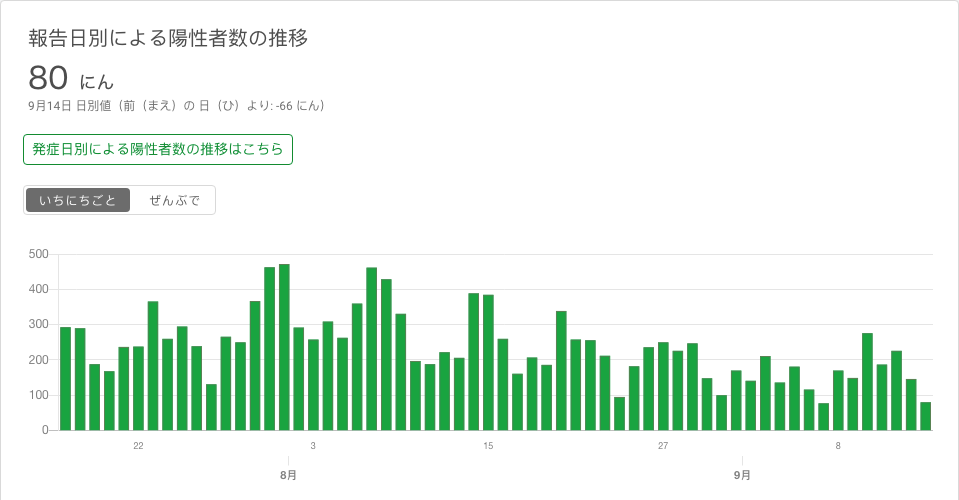 報告日別による陽性者数の推移
80 にん
9月14日 日別値（前（まえ）の 日（ひ）より: -66 にん）
発症日別による陽性者数の推移はこちら
いちにちごと ぜんぶで
500
400
300
200
100
0
22 3 15 27 8
8月 9月